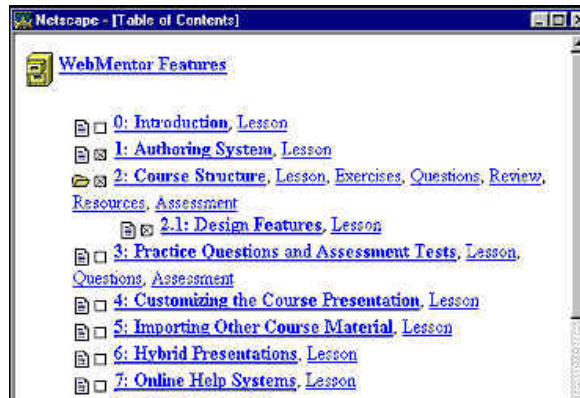 Netscape - [Table of Contents]
WebMentor Features
0: Introduction, Lesson
1: Authoring System, Lesson
2: Course Structure, Lesson, Exercises, Questions, Review,
Resources, Assessment
2.1: Design Features, Lesson
3: Practice Questions and Assessment Tests, Lesson,
Questions, Assessment
4: Customizing the Course Presentation, Lesson
5: Importing Other Course Material, Lesson
6: Hybrid Presentations, Lesson
7: Online Help Systems, Lesson